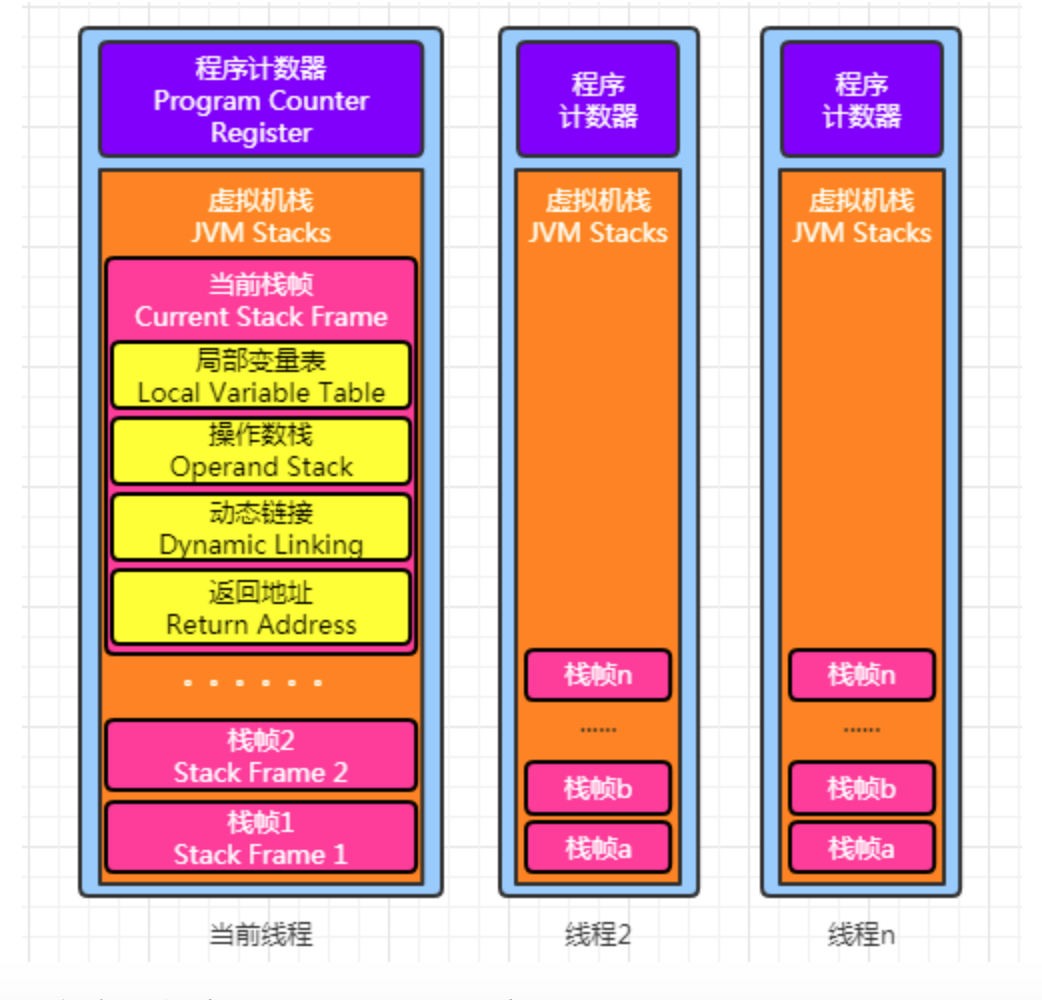 程序计数器
Program Counter
Register
虚拟机栈
JVM Stacks
当前栈帧
Current Stack Frame
局部变量表
Local Variable Table
操作数栈
Operand Stack
动态链接
Dynamic Linking
返回地址
Return Address
......
栈帧2
Stack Frame 2
栈帧1
Stack Frame 1
当前线程
程序
计数器
虚拟机栈
JVM Stacks
栈帧n
......
栈帧b
栈帧a
线程2
程序
计数器
虚拟机栈
JVM Stacks
栈帧n
......
栈帧b
栈帧a
线程n